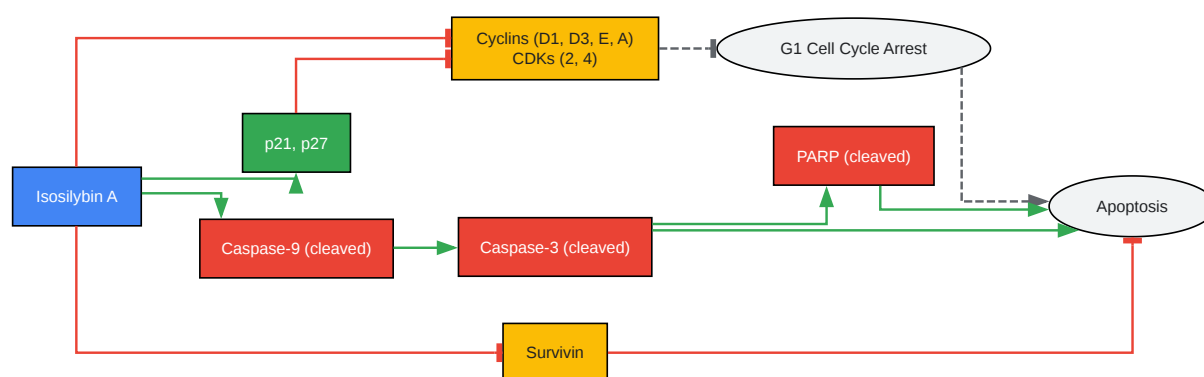 Cyclins (D1, D3, E, A)
CDKs (2, 4)
G1 Cell Cycle Arrest
p21, p27
PARP (cleaved)
Isosilybin A
Apoptosis
Caspase-9 (cleaved)
Caspase-3 (cleaved)
Survivin